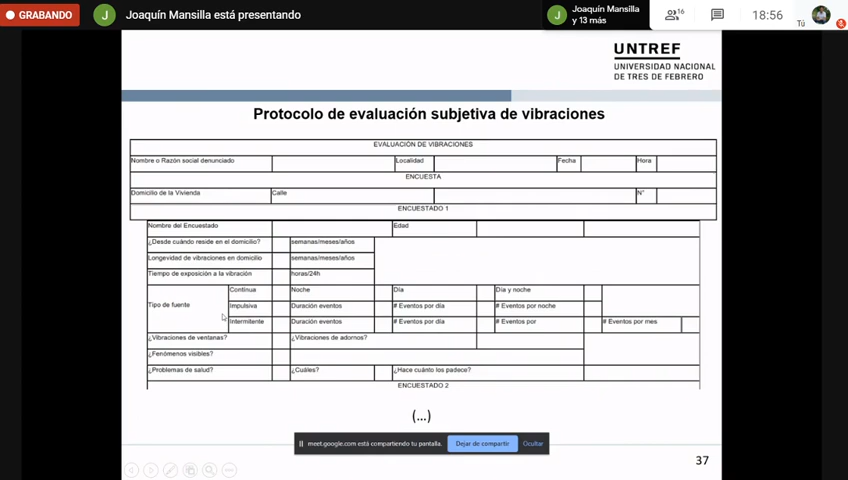 GRABANDO
J
Joaquín Mansilla está presentando
J
Joaquín Mansilla
y 13 más
16
18:56
Tú
UNTREF
UNIVERSIDAD NACIONAL
DE TRES DE FEBRERO
Protocolo de evaluación subjetiva de vibraciones
EVALUACIÓN DE VIBRACIONES
Nombre o Razón social denunciado Localidad Fecha Hora
ENCUESTA
Domicilio de la Vivienda Calle N°
ENCUESTADO 1
Nombre del Encuestado Edad
¿Desde cuándo reside en el domicilio? semanas/meses/años
Longevidad de vibraciones en domicilio semanas/meses/años
Tiempo de exposición a la vibración horas/24h
Tipo de fuente
Continua Noche Día Día y noche
Impulsiva Duración eventos # Eventos por día # Eventos por noche
Intermitente Duración eventos # Eventos por día # Eventos por # Eventos por mes
¿Vibraciones de ventanas? ¿Vibraciones de adornos?
¿Fenómenos visibles?
¿Problemas de salud? ¿Cuáles? ¿Hace cuánto los padece?
ENCUESTADO 2
(...)
meet.google.com está compartiendo tu pantalla. Dejar de compartir Ocultar
37